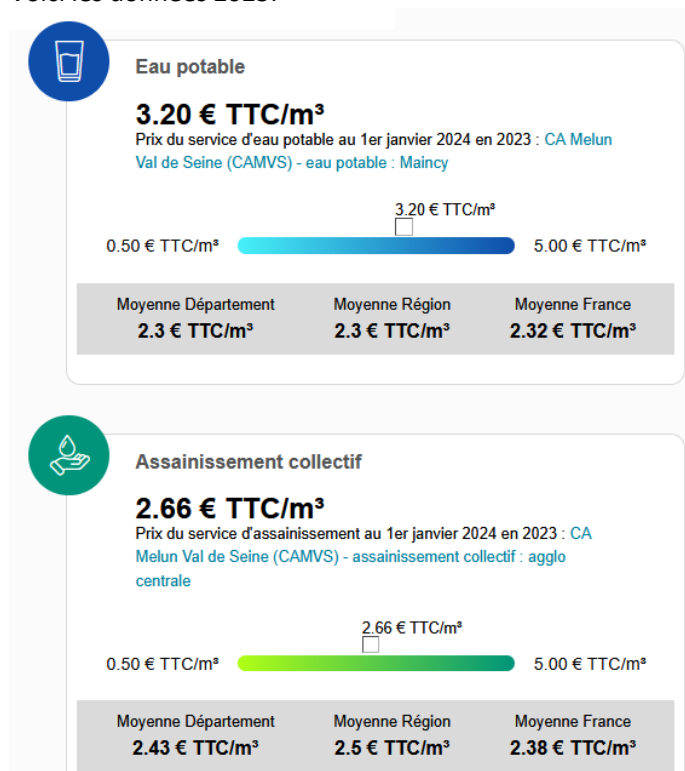 Voici les données 2023:
Eau potable
3.20 € TTC/m³
Prix du service d'eau potable au 1er janvier 2024 en 2023 : CA Melun
Val de Seine (CAMVS) - eau potable : Maincy
3.20 € TTC/m³
0.50 € TTC/m³
5.00 € TTC/m³
Moyenne Département
Moyenne Région
Moyenne France
2.3 € TTC/m³
2.3 € TTC/m³
2.32 € TTC/m³
Assainissement collectif
2.66 € TTC/m³
Prix du service d'assainissement au 1er janvier 2024 en 2023 : CA
Melun Val de Seine (CAMVS) - assainissement collectif : agglo
centrale
2.66 € TTC/m³
0.50 € TTC/m³
5.00 € TTC/m³
Moyenne Département
Moyenne Région
Moyenne France
2.43 € TTC/m³
2.5 € TTC/m³
2.38 € TTC/m³